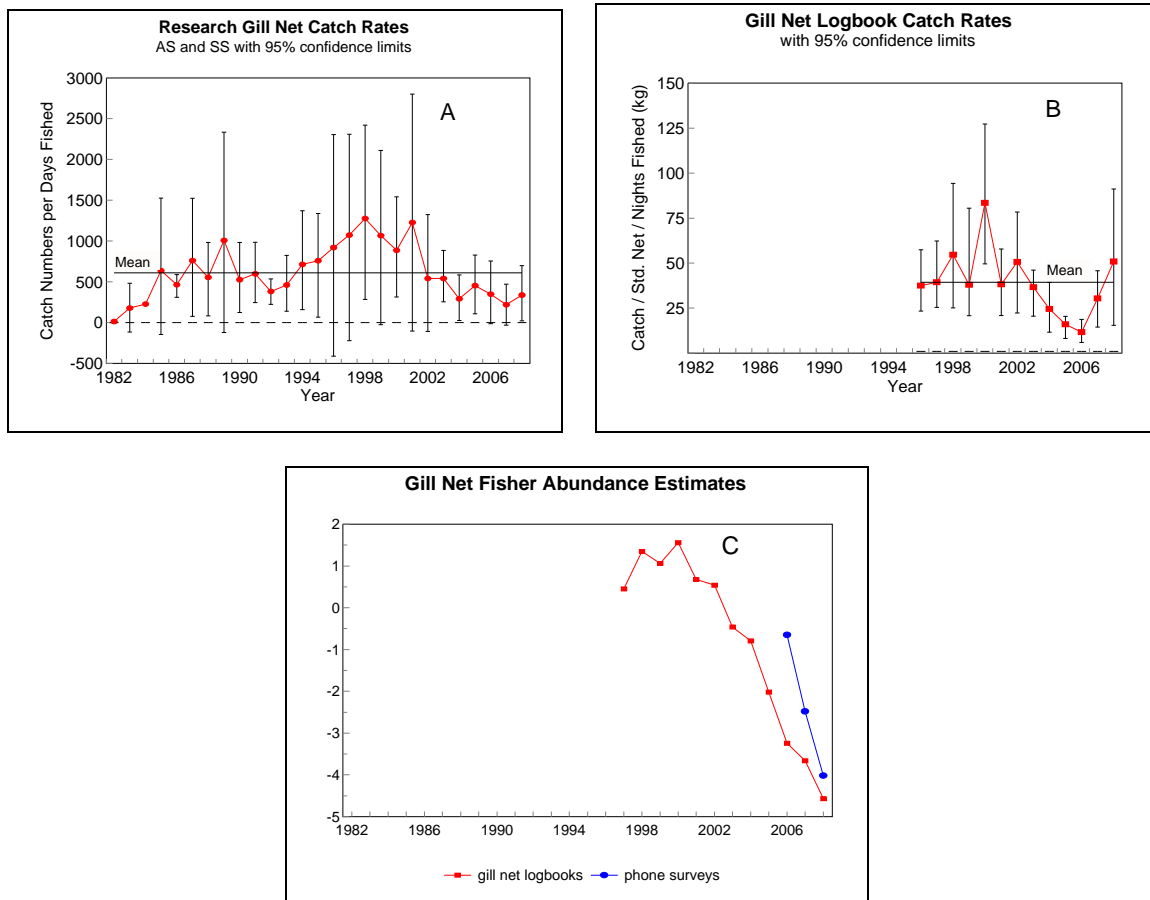 Research Gill Net Catch Rates
AS and SS with 95% confidence limits
A
Catch Numbers per Days Fished
3000
2500
2000
1500
1000
500
0
-500
Mean
1982 1986 1990 1994 1998 2002 2006
Year
Gill Net Logbook Catch Rates
with 95% confidence limits
B
Catch / Std. Net / Nights Fished (kg)
150
125
100
75
50
25
Mean
1982 1986 1990 1994 1998 2002 2006
Year
Gill Net Fisher Abundance Estimates
C
2
1
0
-1
-2
-3
-4
-5
1982 1986 1990 1994 1998 2002 2006
gill net logbooks phone surveys